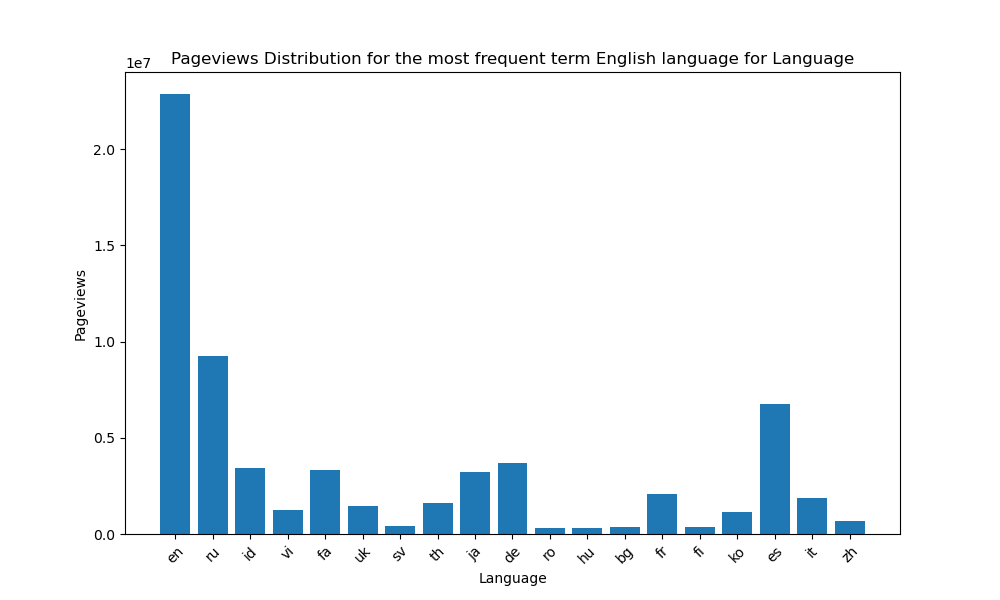 Pageviews Distribution for the most frequent term English language for Language
1e7
2.0
1.5
1.0
0.5
0.0
Pageviews
en ru id vi fa uk sv th ja de ro hu bg fr fi ko es it zh
Language